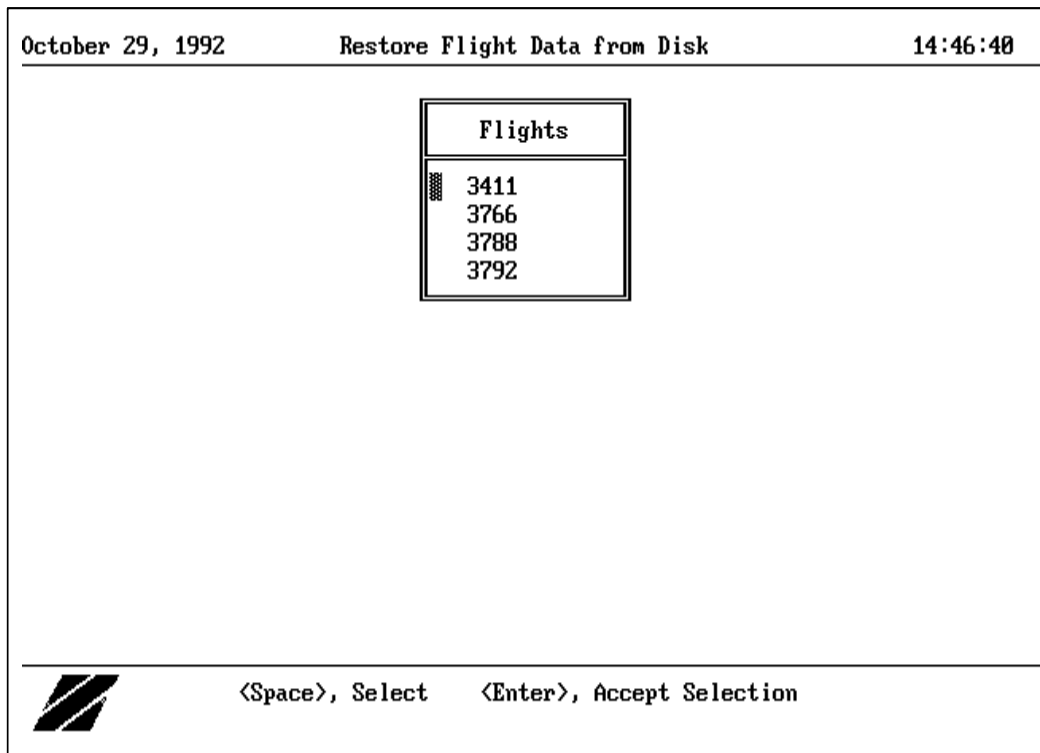 October 29, 1992 Restore Flight Data from Disk 14:46:40
Flights
3411
3766
3788
3792
<Space>, Select <Enter>, Accept Selection